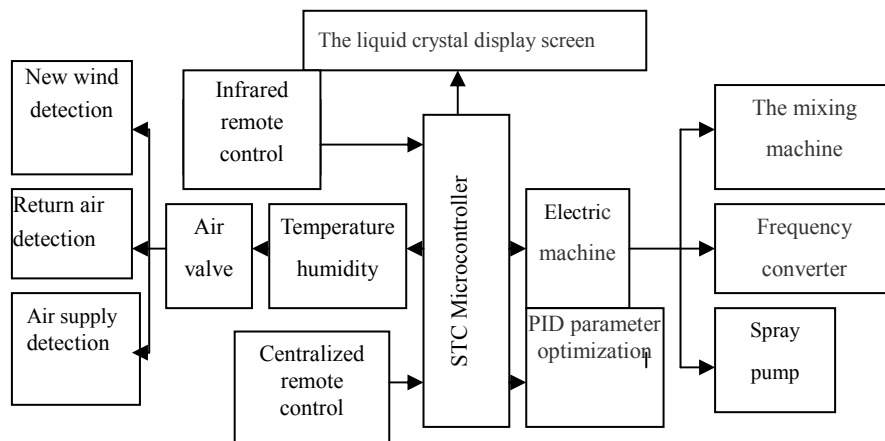 The liquid crystal display screen
New wind
detection
Infrared
remote
control
The mixing
machine
Return air
detection
Air
valve
Temperature
humidity
STC Microcontroller
Electric
machine
Frequency
converter
Air supply
detection
Centralized
remote
control
PID parameter
optimization
Spray
pump